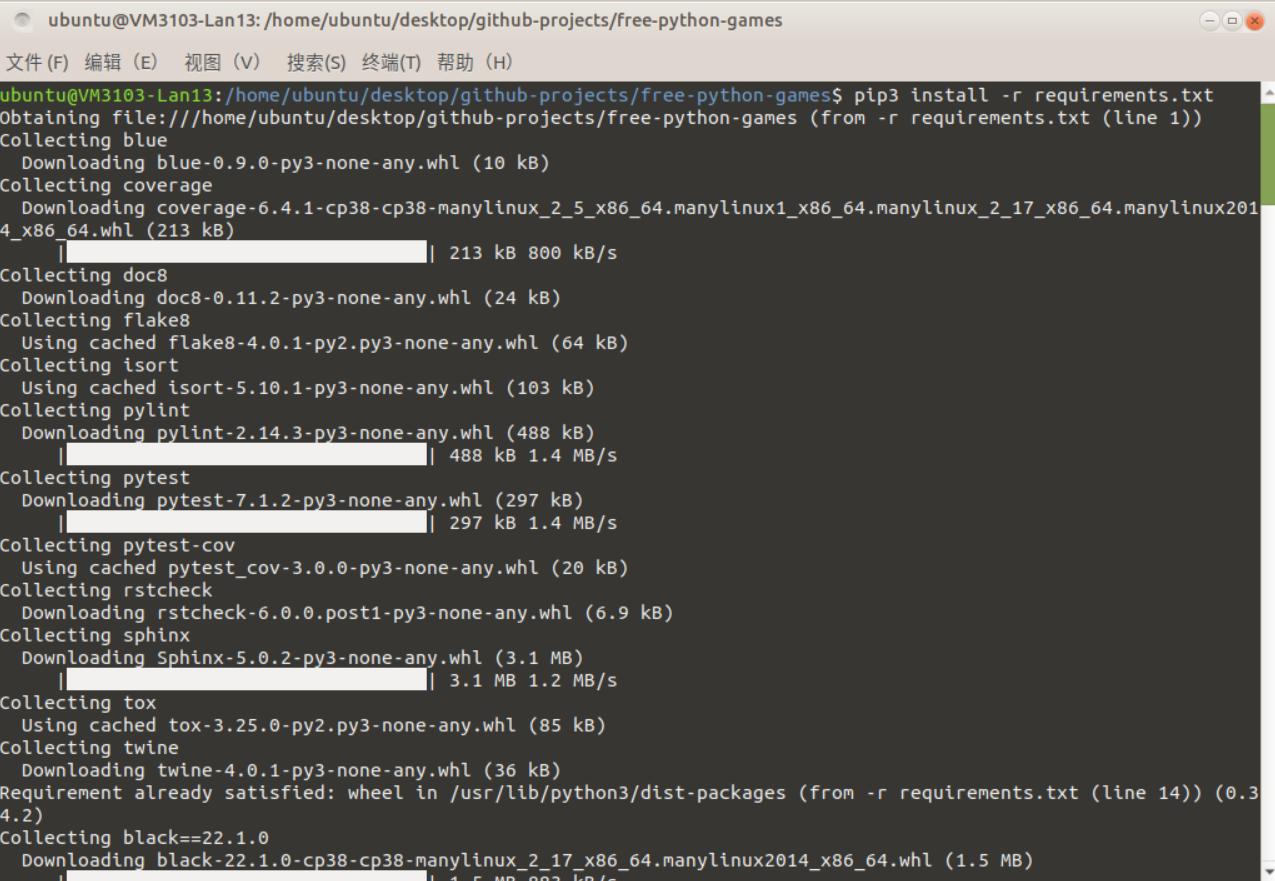 ubuntu@VM3103-Lan13: /home/ubuntu/desktop/github-projects/free-python-games
文件 (F) 编辑 (E) 视图 (V) 搜索(S) 终端(T) 帮助 (H)
ubuntu@VM3103-Lan13:/home/ubuntu/desktop/github-projects/free-python-games$ pip3 install -r requirements.txt
Obtaining file:///home/ubuntu/desktop/github-projects/free-python-games (from -r requirements.txt (line 1))
Collecting blue
  Downloading blue-0.9.0-py3-none-any.whl (10 kB)
Collecting coverage
  Downloading coverage-6.4.1-cp38-cp38-manylinux_2_5_x86_64.manylinux1_x86_64.manylinux_2_17_x86_64.manylinux201
4_x86_64.whl (213 kB)
| | 213 kB 800 kB/s
Collecting doc8
  Downloading doc8-0.11.2-py3-none-any.whl (24 kB)
Collecting flake8
  Using cached flake8-4.0.1-py2.py3-none-any.whl (64 kB)
Collecting isort
  Using cached isort-5.10.1-py3-none-any.whl (103 kB)
Collecting pylint
  Downloading pylint-2.14.3-py3-none-any.whl (488 kB)
| | 488 kB 1.4 MB/s
Collecting pytest
  Downloading pytest-7.1.2-py3-none-any.whl (297 kB)
| | 297 kB 1.4 MB/s
Collecting pytest-cov
  Using cached pytest_cov-3.0.0-py3-none-any.whl (20 kB)
Collecting rstcheck
  Downloading rstcheck-6.0.0.post1-py3-none-any.whl (6.9 kB)
Collecting sphinx
  Downloading Sphinx-5.0.2-py3-none-any.whl (3.1 MB)
| | 3.1 MB 1.2 MB/s
Collecting tox
  Using cached tox-3.25.0-py2.py3-none-any.whl (85 kB)
Collecting twine
  Downloading twine-4.0.1-py3-none-any.whl (36 kB)
Requirement already satisfied: wheel in /usr/lib/python3/dist-packages (from -r requirements.txt (line 14)) (0.3
4.2)
Collecting black==22.1.0
  Downloading black-22.1.0-cp38-cp38-manylinux_2_17_x86_64.manylinux2014_x86_64.whl (1.5 MB)